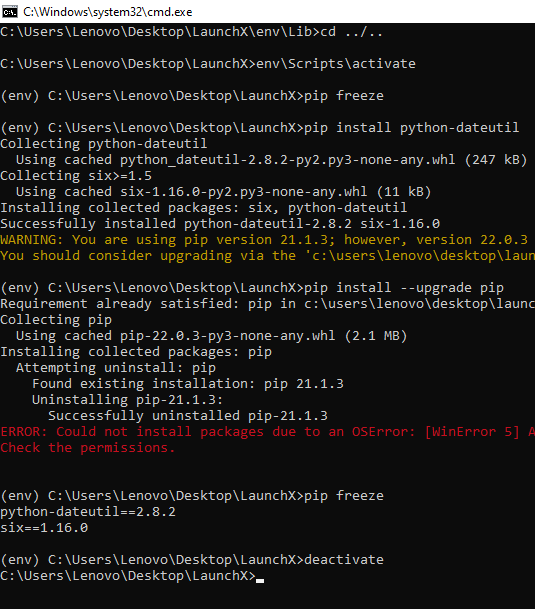 C:\Windows\system32\cmd.exe
C:\Users\Lenovo\Desktop\LaunchX\env\Lib>cd ../..
C:\Users\Lenovo\Desktop\LaunchX>env\Scripts\activate
(env) C:\Users\Lenovo\Desktop\LaunchX>pip freeze
(env) C:\Users\Lenovo\Desktop\LaunchX>pip install python-dateutil
Collecting python-dateutil
  Using cached python_dateutil-2.8.2-py2.py3-none-any.whl (247 kB)
Collecting six>=1.5
  Using cached six-1.16.0-py2.py3-none-any.whl (11 kB)
Installing collected packages: six, python-dateutil
Successfully installed python-dateutil-2.8.2 six-1.16.0
WARNING: You are using pip version 21.1.3; however, version 22.0.3
You should consider upgrading via the 'c:\users\lenovo\desktop\laun
(env) C:\Users\Lenovo\Desktop\LaunchX>pip install --upgrade pip
Requirement already satisfied: pip in c:\users\lenovo\desktop\launc
Collecting pip
  Using cached pip-22.0.3-py3-none-any.whl (2.1 MB)
Installing collected packages: pip
  Attempting uninstall: pip
    Found existing installation: pip 21.1.3
    Uninstalling pip-21.1.3:
      Successfully uninstalled pip-21.1.3
ERROR: Could not install packages due to an OSError: [WinError 5] A
Check the permissions.
(env) C:\Users\Lenovo\Desktop\LaunchX>pip freeze
python-dateutil==2.8.2
six==1.16.0
(env) C:\Users\Lenovo\Desktop\LaunchX>deactivate
C:\Users\Lenovo\Desktop\LaunchX>